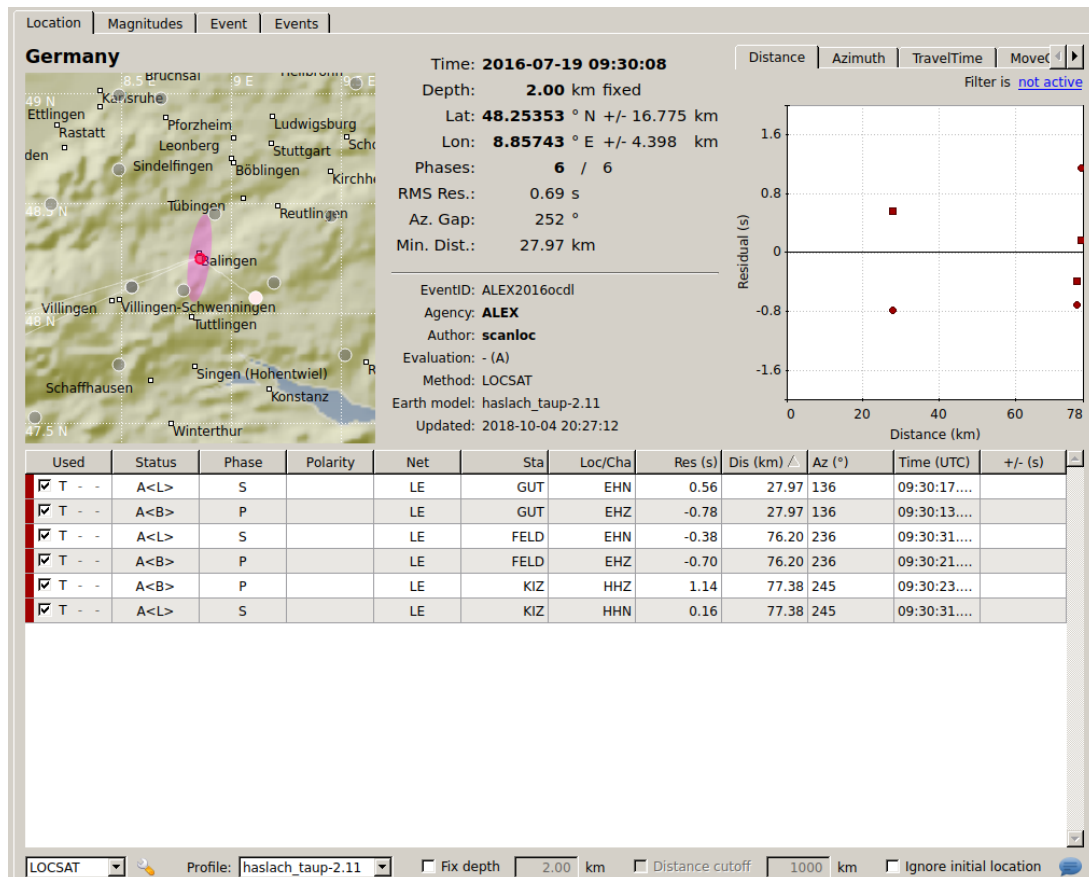 Location Magnitudes Event Events
Germany
Bruchsal
8.5 E 9 E
49 N
Karlsruhe
Ettlingen
Rastatt
Pforzheim
Ludwigsburg
Leonberg
Stuttgart
den
Sindelfingen
Böblingen
Kirchhe
48.5 N
Tübingen
Reutlingen
Balingen
Villingen
Villingen-Schwenningen
48 N
Tuttlingen
Singen (Hohentwiel)
R
Schaffhausen
Konstanz
47.5 N
Winterthur
Time: 2016-07-19 09:30:08
Depth: 2.00 km fixed
Lat: 48.25353 ° N +/- 16.775 km
Lon: 8.85743 ° E +/- 4.398 km
Phases: 6 / 6
RMS Res.: 0.69 s
Az. Gap: 252 °
Min. Dist.: 27.97 km
EventID: ALEX2016ocdl
Agency: ALEX
Author: scanloc
Evaluation: - (A)
Method: LOCSAT
Earth model: haslach_taup-2.11
Updated: 2018-10-04 20:27:12
Distance Azimuth TravelTime
Filter is not active
1.6
0.8
0
-0.8
-1.6
Residual (s)
0 20 40 60 78
Distance (km)
Used Status Phase Polarity Net Sta Loc/Cha Res (s) Dis (km) Az (°) Time (UTC) +/- (s)
T - - A<L> S LE GUT EHN 0.56 27.97 136 09:30:17....
T - - A<B> P LE GUT EHZ -0.78 27.97 136 09:30:13....
T - - A<L> S LE FELD EHN -0.38 76.20 236 09:30:31....
T - - A<B> P LE FELD EHZ -0.70 76.20 236 09:30:21....
T - - A<B> P LE KIZ HHZ 1.14 77.38 245 09:30:23....
T - - A<L> S LE KIZ HHN 0.16 77.38 245 09:30:31....
LOCSAT Profile: haslach_taup-2.11 Fix depth 2.00 km Distance cutoff 1000 km Ignore initial location